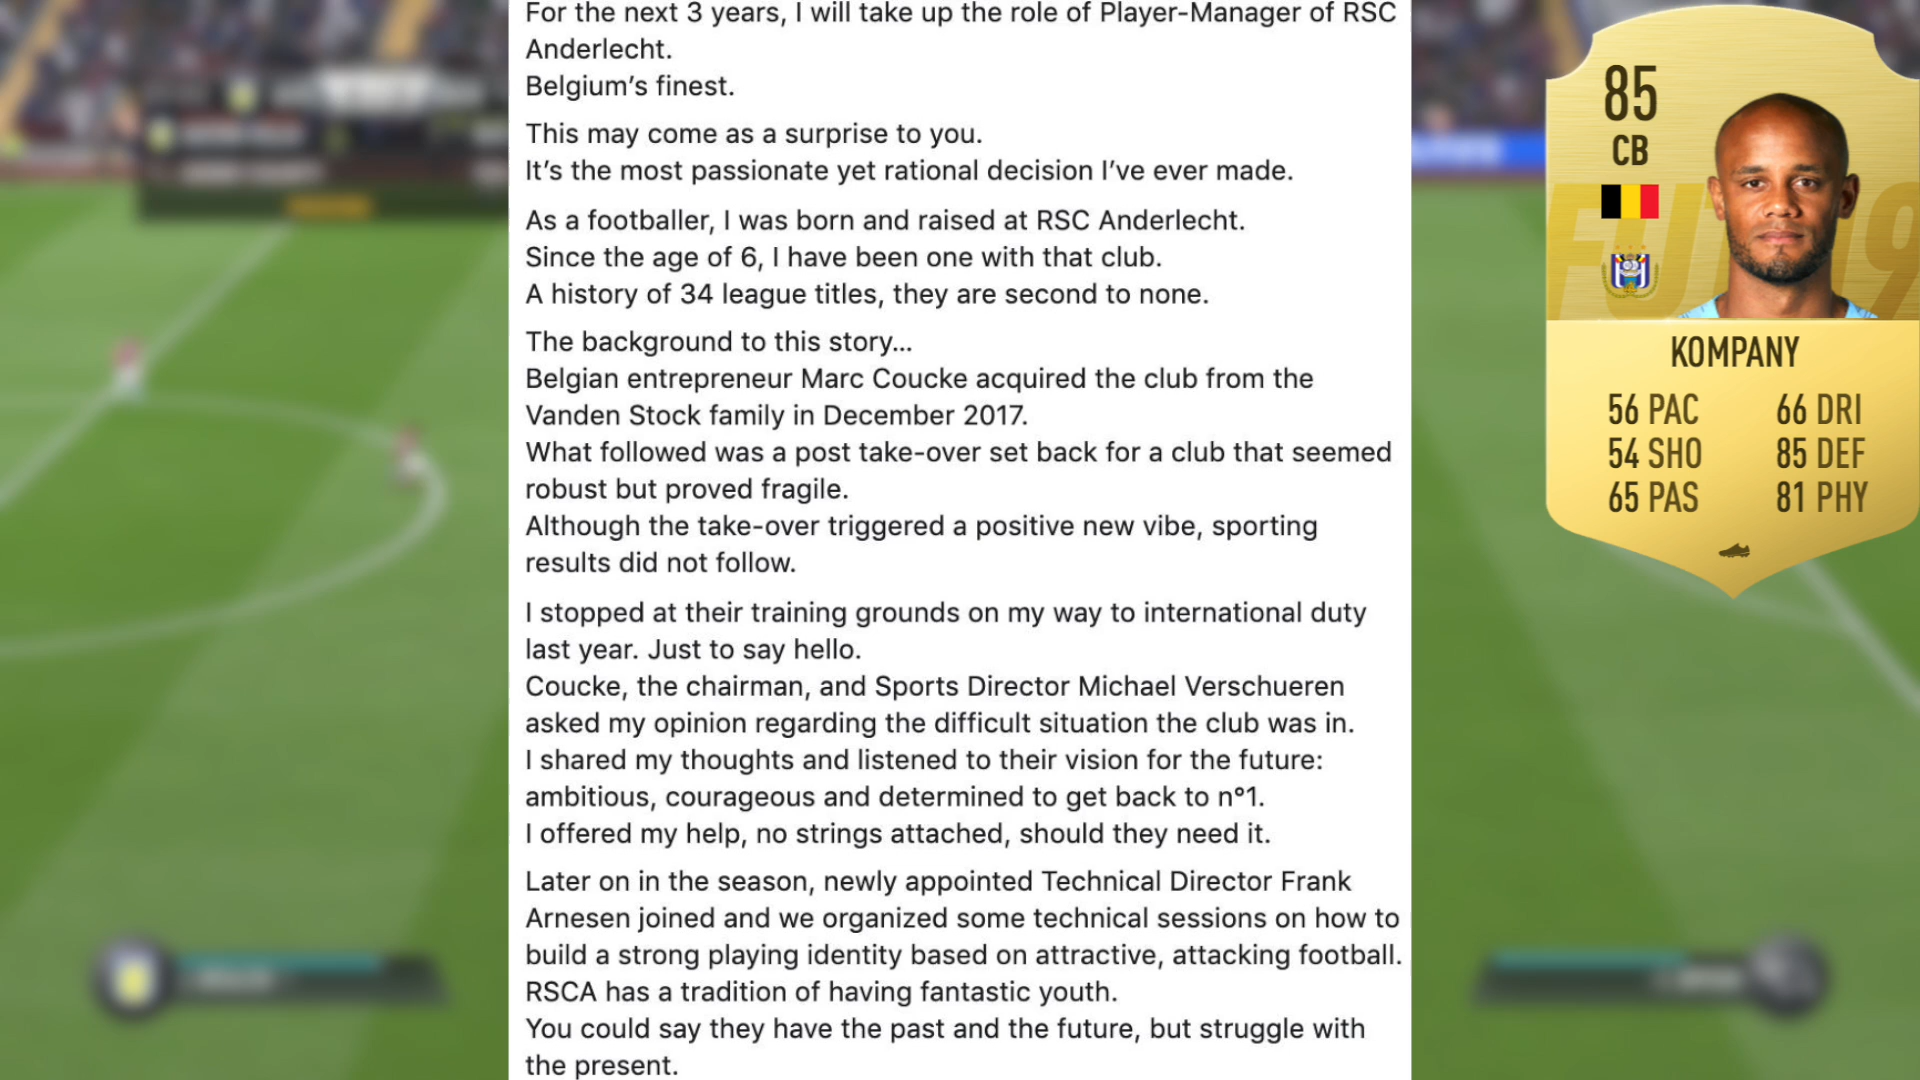 For the next 3 years, I will take up the role of Player-Manager of RSC
Anderlecht.
Belgium’s finest.
This may come as a surprise to you.
It’s the most passionate yet rational decision I’ve ever made.
As a footballer, I was born and raised at RSC Anderlecht.
Since the age of 6, I have been one with that club.
A history of 34 league titles, they are second to none.
The background to this story...
Belgian entrepreneur Marc Coucke acquired the club from the
Vanden Stock family in December 2017.
What followed was a post take-over set back for a club that seemed
robust but proved fragile.
Although the take-over triggered a positive new vibe, sporting
results did not follow.
I stopped at their training grounds on my way to international duty
last year. Just to say hello.
Coucke, the chairman, and Sports Director Michael Verschueren
asked my opinion regarding the difficult situation the club was in.
I shared my thoughts and listened to their vision for the future:
ambitious, courageous and determined to get back to n°1.
I offered my help, no strings attached, should they need it.
Later on in the season, newly appointed Technical Director Frank
Arnesen joined and we organized some technical sessions on how to
build a strong playing identity based on attractive, attacking football.
RSCA has a tradition of having fantastic youth.
You could say they have the past and the future, but struggle with
the present.
85
CB
KOMPANY
56 PAC 66 DRI
54 SHO 85 DEF
65 PAS 81 PHY